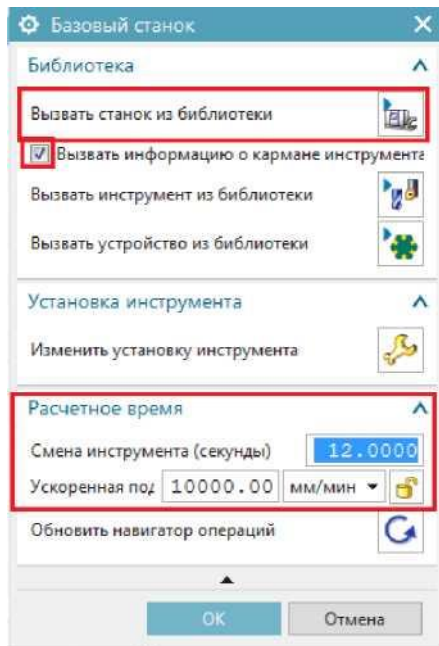 Базовый станок
Библиотека
Вызвать станок из библиотеки
Вызвать информацию о кармане инструмента
Вызвать инструмент из библиотеки
Вызвать устройство из библиотеки
Установка инструмента
Изменить установку инструмента
Расчетное время
Смена инструмента (секунды) 12.0000
Ускоренная под 10000.00 мм/мин
Обновить навигатор операций
ОК Отмена